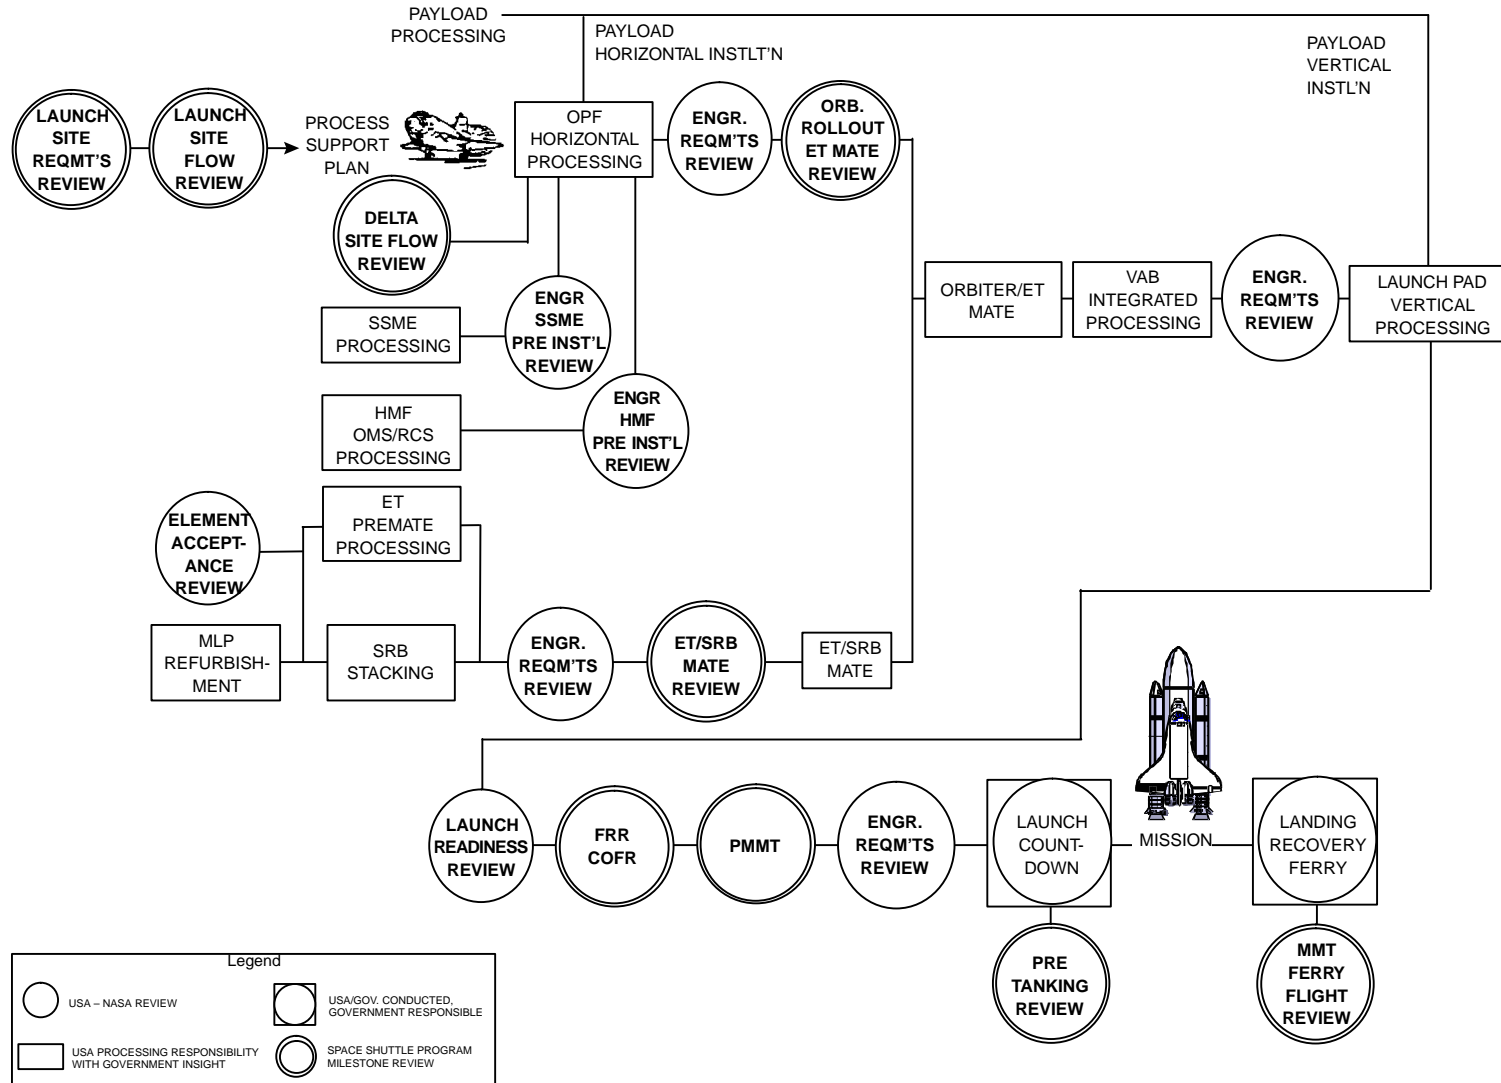 PAYLOAD
PROCESSING
PAYLOAD
HORIZONTAL INSTLT'N
PAYLOAD
VERTICAL
INSTL'N
LAUNCH
SITE
REQMT'S
REVIEW
LAUNCH
SITE
FLOW
REVIEW
PROCESS
SUPPORT
PLAN
OPF
HORIZONTAL
PROCESSING
ENGR.
REQM'TS
REVIEW
ORB.
ROLLOUT
ET MATE
REVIEW
DELTA
SITE FLOW
REVIEW
SSME
PROCESSING
ENGR
SSME
PRE INST'L
REVIEW
ORBITER/ET
MATE
VAB
INTEGRATED
PROCESSING
ENGR.
REQM'TS
REVIEW
LAUNCH PAD
VERTICAL
PROCESSING
HMF
OMS/RCS
PROCESSING
ENGR
HMF
PRE INST'L
REVIEW
ELEMENT
ACCEPT-
ANCE
REVIEW
ET
PREMATE
PROCESSING
MLP
REFURBISH-
MENT
SRB
STACKING
ENGR.
REQM'TS
REVIEW
ET/SRB
MATE
REVIEW
ET/SRB
MATE
LAUNCH
READINESS
REVIEW
FRR
COFR
PMMT
ENGR.
REQM'TS
REVIEW
LAUNCH
COUNT-
DOWN
MISSION
LANDING
RECOVERY
FERRY
PRE
TANKING
REVIEW
MMT
FERRY
FLIGHT
REVIEW
Legend
USA – NASA REVIEW
USA/GOV. CONDUCTED,
GOVERNMENT RESPONSIBLE
USA PROCESSING RESPONSIBILITY
WITH GOVERNMENT INSIGHT
SPACE SHUTTLE PROGRAM
MILESTONE REVIEW